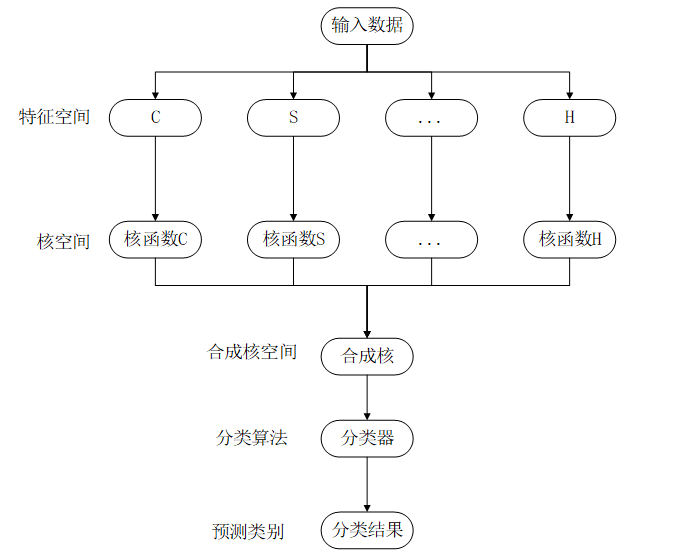 输入数据
特征空间 C S ... H
核空间 核函数C 核函数S ... 核函数H
合成核空间 合成核
分类算法 分类器
预测类别 分类结果